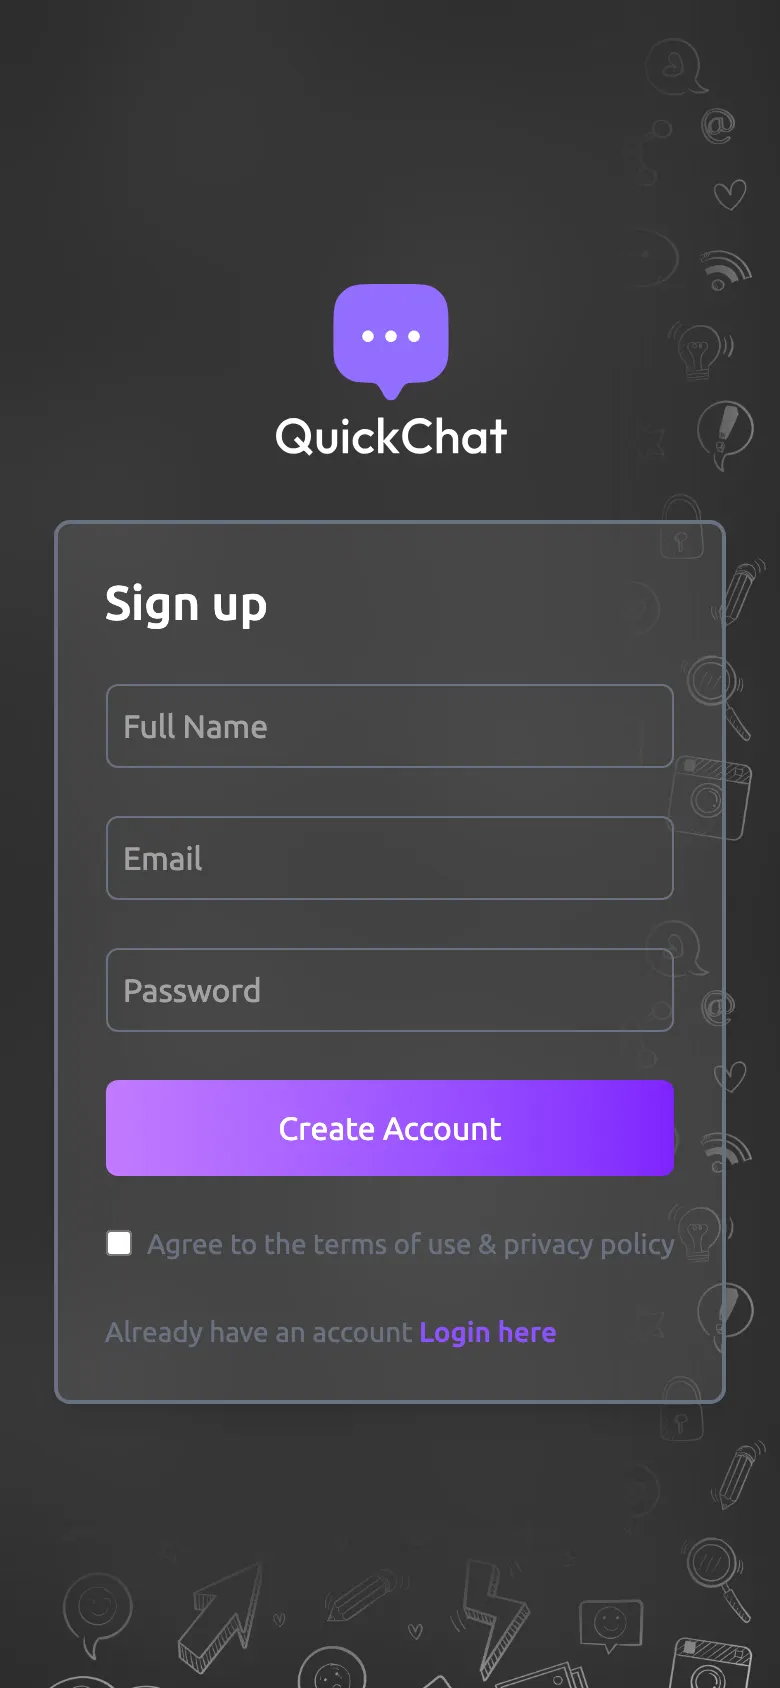 QuickChat
Sign up
Full Name
Email
Password
Create Account
Agree to the terms of use & privacy policy
Already have an account Login here